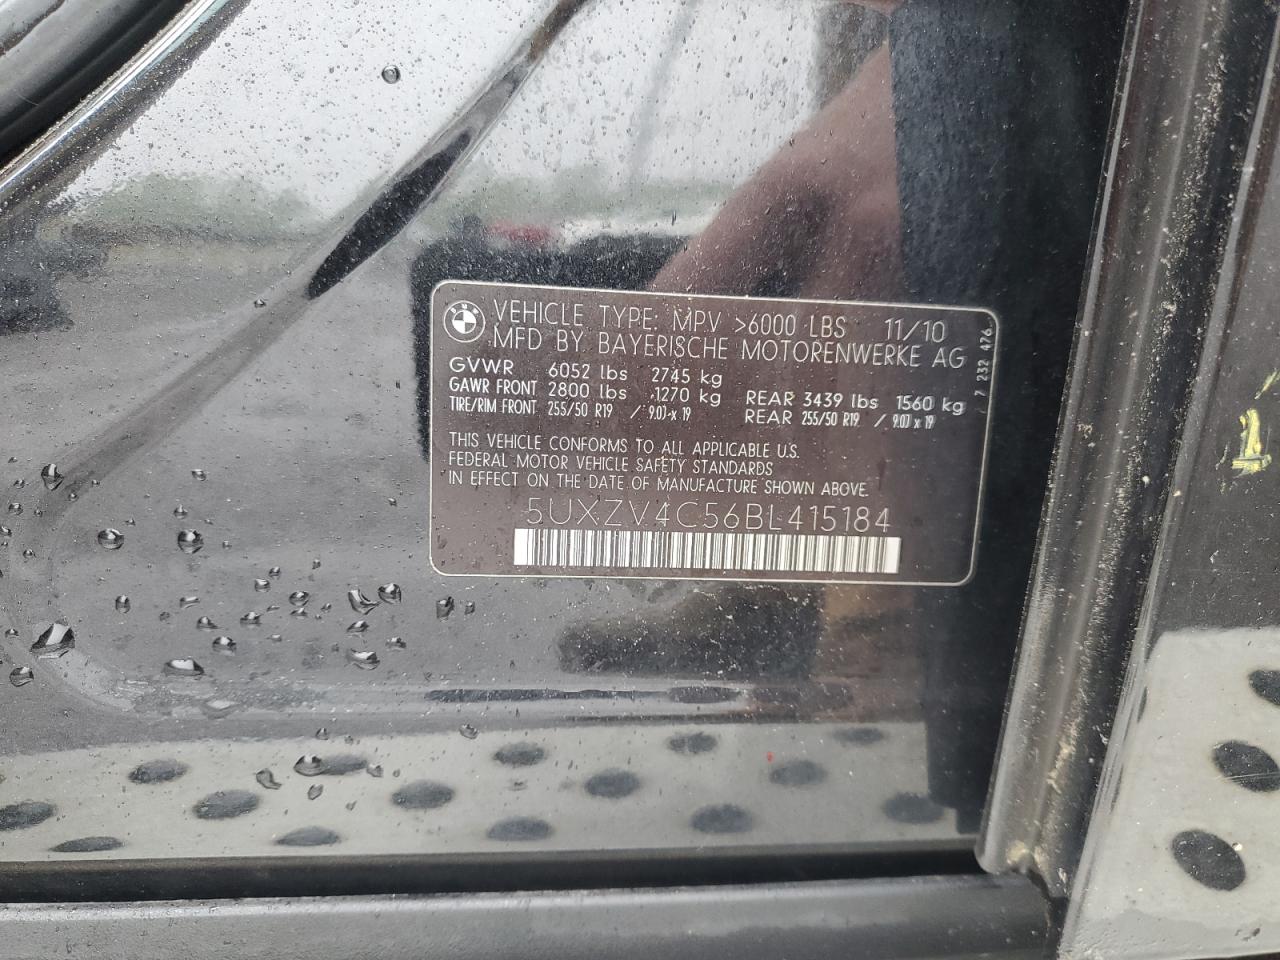 VEHICLE TYPE: MPV >6000 LBS 11/10
MFD BY BAYERISCHE MOTORENWERKE AG
GVWR 6052 lbs 2745 kg
GAWR FRONT 2800 lbs 1270 kg REAR 3439 lbs 1560 kg
TIRE/RIM FRONT 255/50 R19 / 9.0J x 19 REAR 255/50 R19 / 9.0J x 19
THIS VEHICLE CONFORMS TO ALL APPLICABLE U.S.
FEDERAL MOTOR VEHICLE SAFETY STANDARDS
IN EFFECT ON THE DATE OF MANUFACTURE SHOWN ABOVE.
5UXZV4C56BL415184
7 232 476
1